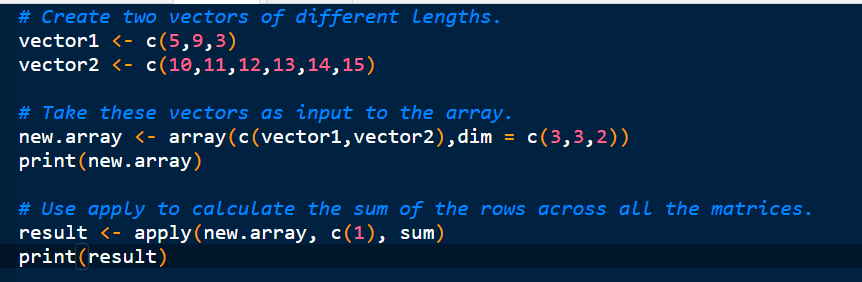 # Create two vectors of different lengths.
vector1 <- c(5,9,3)
vector2 <- c(10,11,12,13,14,15)
# Take these vectors as input to the array.
new.array <- array(c(vector1,vector2),dim = c(3,3,2))
print(new.array)
# Use apply to calculate the sum of the rows across all the matrices.
result <- apply(new.array, c(1), sum)
print(result)